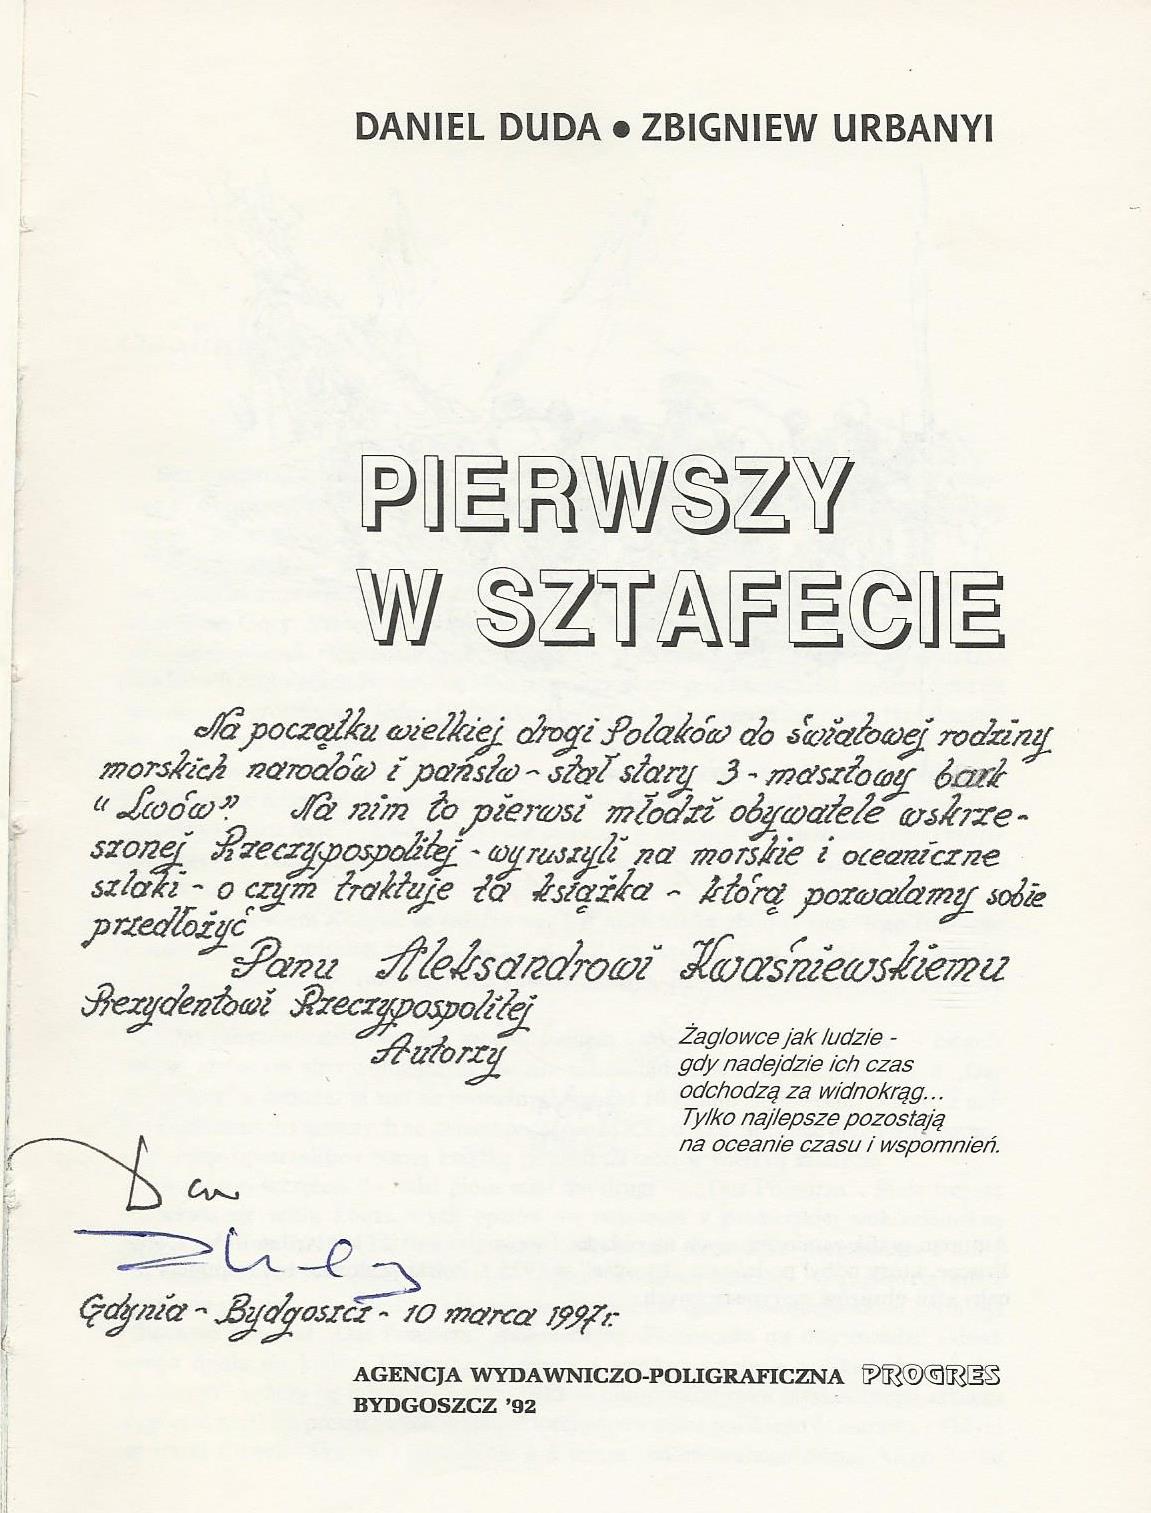 DANIEL DUDA • ZBIGNIEW URBANYI
PIERWSZY
W SZTAFECIE
Na początku wielkiej drogi Polaków do światowej rodziny
morskich narodów i państw - stał stary 3 - masztowy bark
“Lwów”. Na nim to pierwsi młodzi obywatele wskrze-
szonej Rzeczypospolitej - wyruszyli na morskie i oceaniczne
szlaki - o czym traktuje ta książka - którą pozwalamy sobie
przedłożyć
Panu Aleksandrowi Kwaśniewskiemu
Prezydentowi Rzeczypospolitej
Autorzy
Żaglowce jak ludzie -
gdy nadejdzie ich czas
odchodzą za widnokrąg...
Tylko najlepsze pozostają
na oceanie czasu i wspomnień.
Gdynia - Bydgoszcz - 10 marca 1997r.
AGENCJA WYDAWNICZO-POLIGRAFICZNA PROGRES
BYDGOSZCZ '92